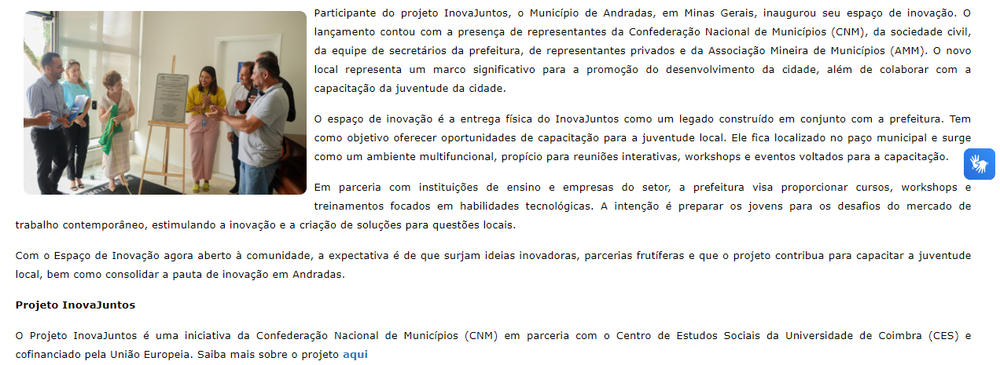 Participante do projeto InovaJuntos, o Município de Andradas, em Minas Gerais, inaugurou seu espaço de inovação. O
lançamento contou com a presença de representantes da Confederação Nacional de Municípios (CNM), da sociedade civil,
da equipe de secretários da prefeitura, de representantes privados e da Associação Mineira de Municípios (AMM). O novo
local representa um marco significativo para a promoção do desenvolvimento da cidade, além de colaborar com a
capacitação da juventude da cidade.
O espaço de inovação é a entrega física do InovaJuntos como um legado construído em conjunto com a prefeitura. Tem
como objetivo oferecer oportunidades de capacitação para a juventude local. Ele fica localizado no paço municipal e surge
como um ambiente multifuncional, propício para reuniões interativas, workshops e eventos voltados para a capacitação.
Em parceria com instituições de ensino e empresas do setor, a prefeitura visa proporcionar cursos, workshops e
treinamentos focados em habilidades tecnológicas. A intenção é preparar os jovens para os desafios do mercado de
trabalho contemporâneo, estimulando a inovação e a criação de soluções para questões locais.
Com o Espaço de Inovação agora aberto à comunidade, a expectativa é de que surjam ideias inovadoras, parcerias frutíferas e que o projeto contribua para capacitar a juventude
local, bem como consolidar a pauta de inovação em Andradas.
Projeto InovaJuntos
O Projeto InovaJuntos é uma iniciativa da Confederação Nacional de Municípios (CNM) em parceria com o Centro de Estudos Sociais da Universidade de Coimbra (CES) e
cofinanciado pela União Europeia. Saiba mais sobre o projeto aqui